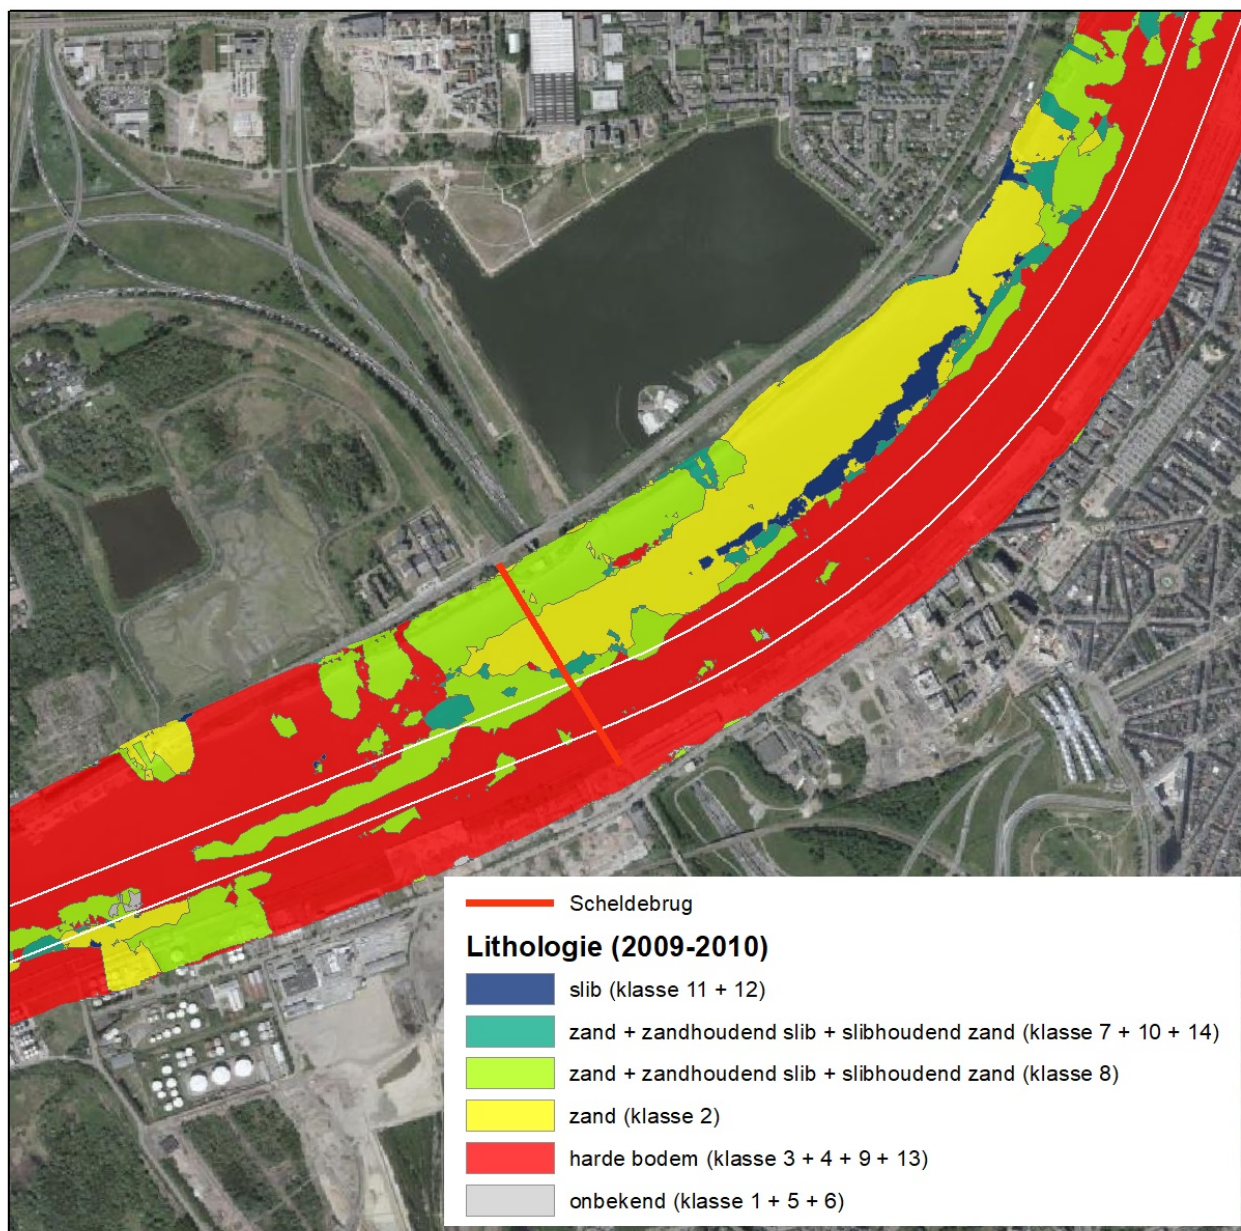 Scheldebrug
Lithologie (2009-2010)
slib (klasse 11 + 12)
zand + zandhoudend slib + slibhoudend zand (klasse 7 + 10 + 14)
zand + zandhoudend slib + slibhoudend zand (klasse 8)
zand (klasse 2)
harde bodem (klasse 3 + 4 + 9 + 13)
onbekend (klasse 1 + 5 + 6)